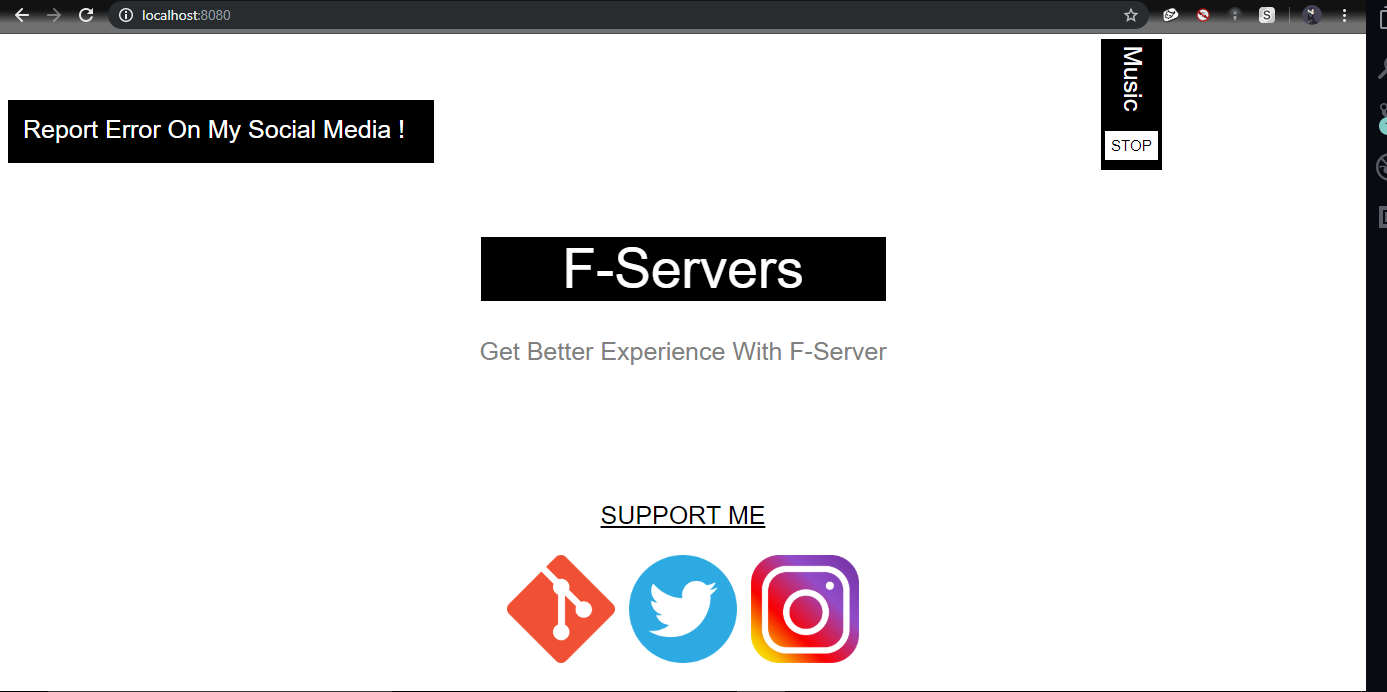 localhost:8080
S
Music
Report Error On My Social Media !
STOP
F-Servers
Get Better Experience With F-Server
SUPPORT ME